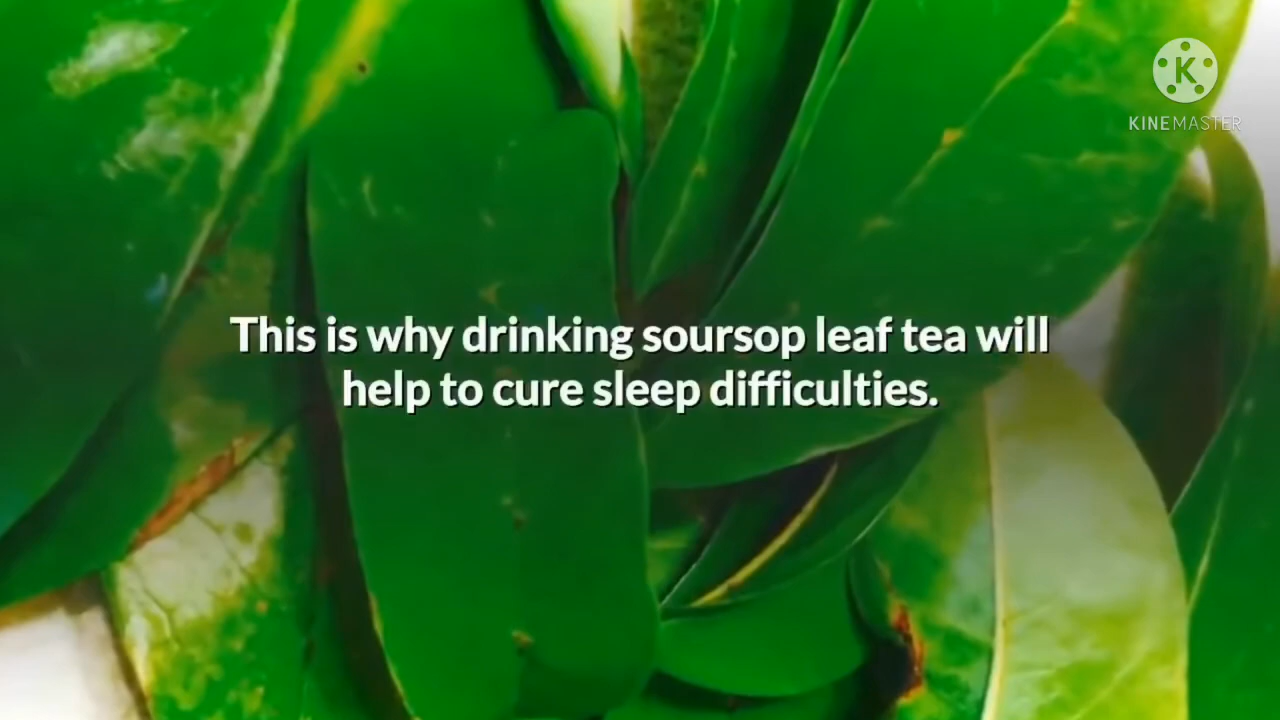 K
KINEMASTER
This is why drinking soursop leaf tea will
help to cure sleep difficulties.